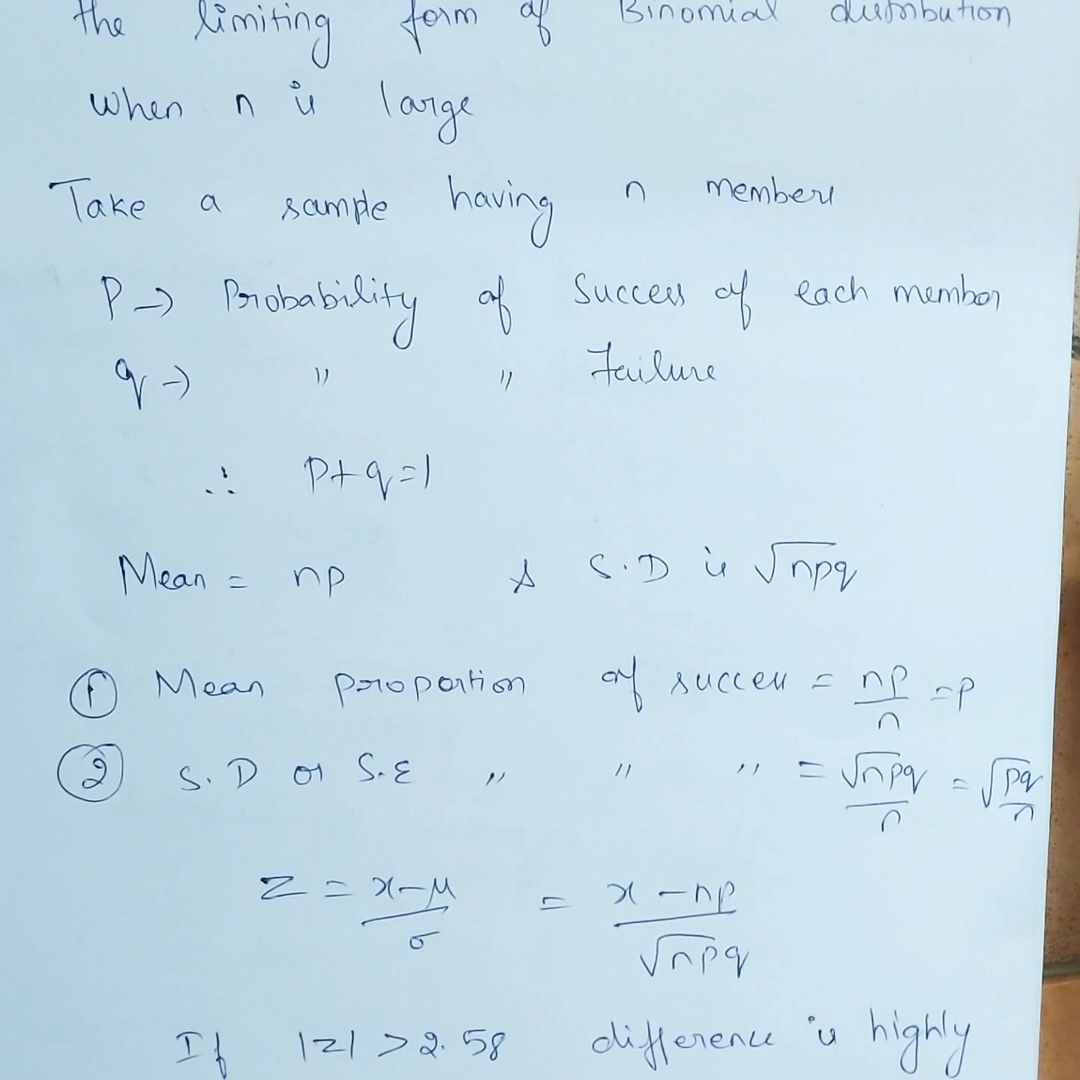 the limiting form of Binomial distribution
when n is large
Take a sample having n members
P → Probability of Success of each member
q → " " Failure
∴ P+q=1
Mean = np & S.D is √npq
① Mean proportion of success = np/n = P
② S.D or S.E " " " = √npq/n = √pq/n
Z = x-μ/σ = x-np/√npq
If |z| > 2.58 difference is highly